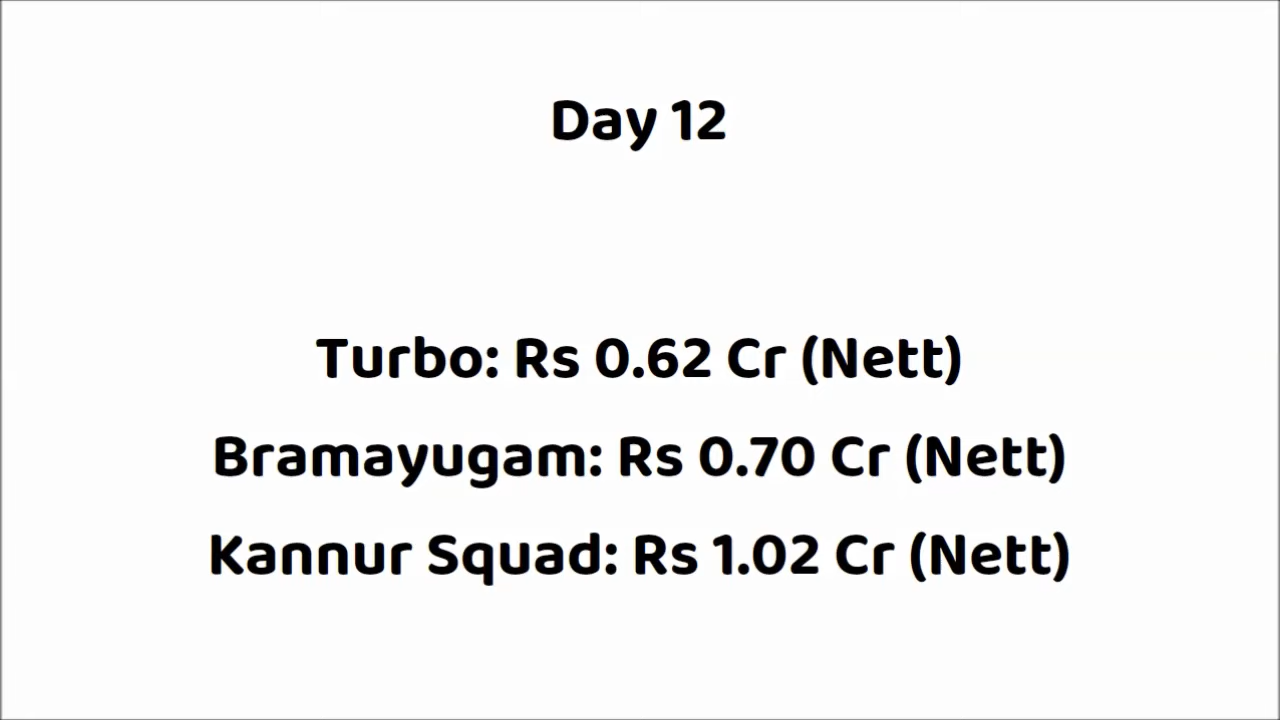 Day 12
Turbo: Rs 0.62 Cr (Nett)
Bramayugam: Rs 0.70 Cr (Nett)
Kannur Squad: Rs 1.02 Cr (Nett)